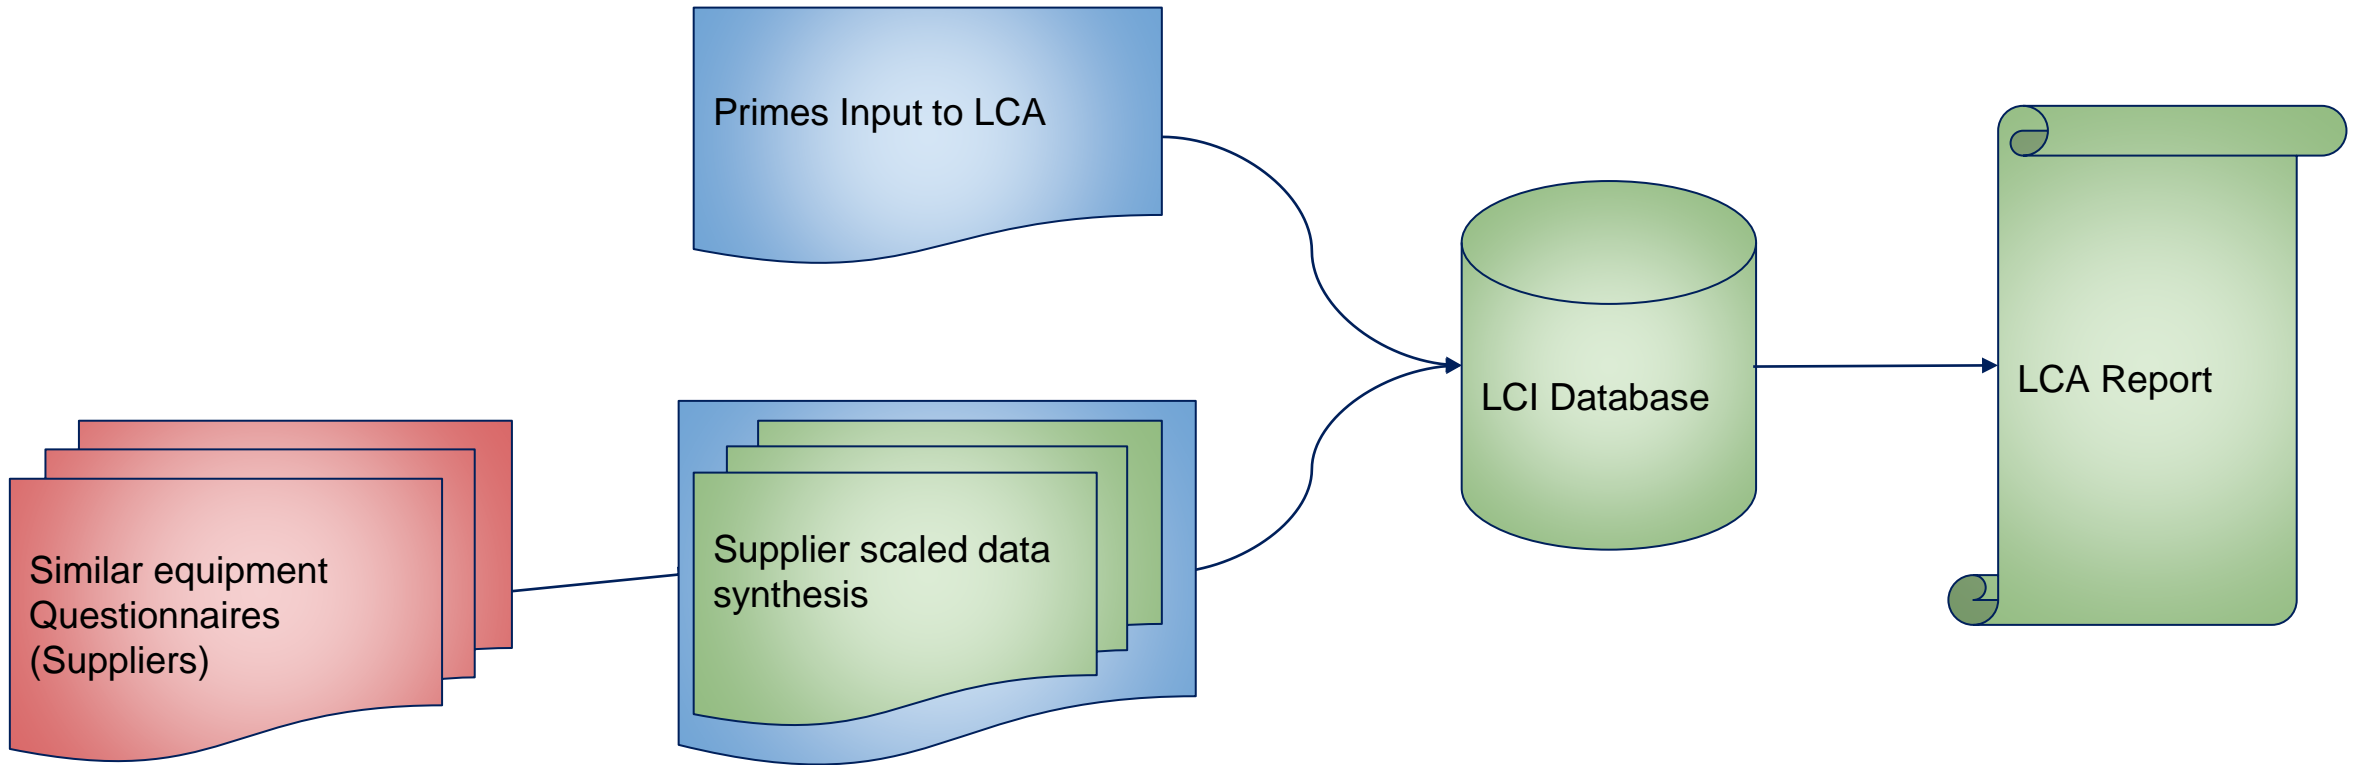 Primes Input to LCA
Similar equipment
Questionnaires
(Suppliers)
Supplier scaled data
synthesis
LCI Database
LCA Report